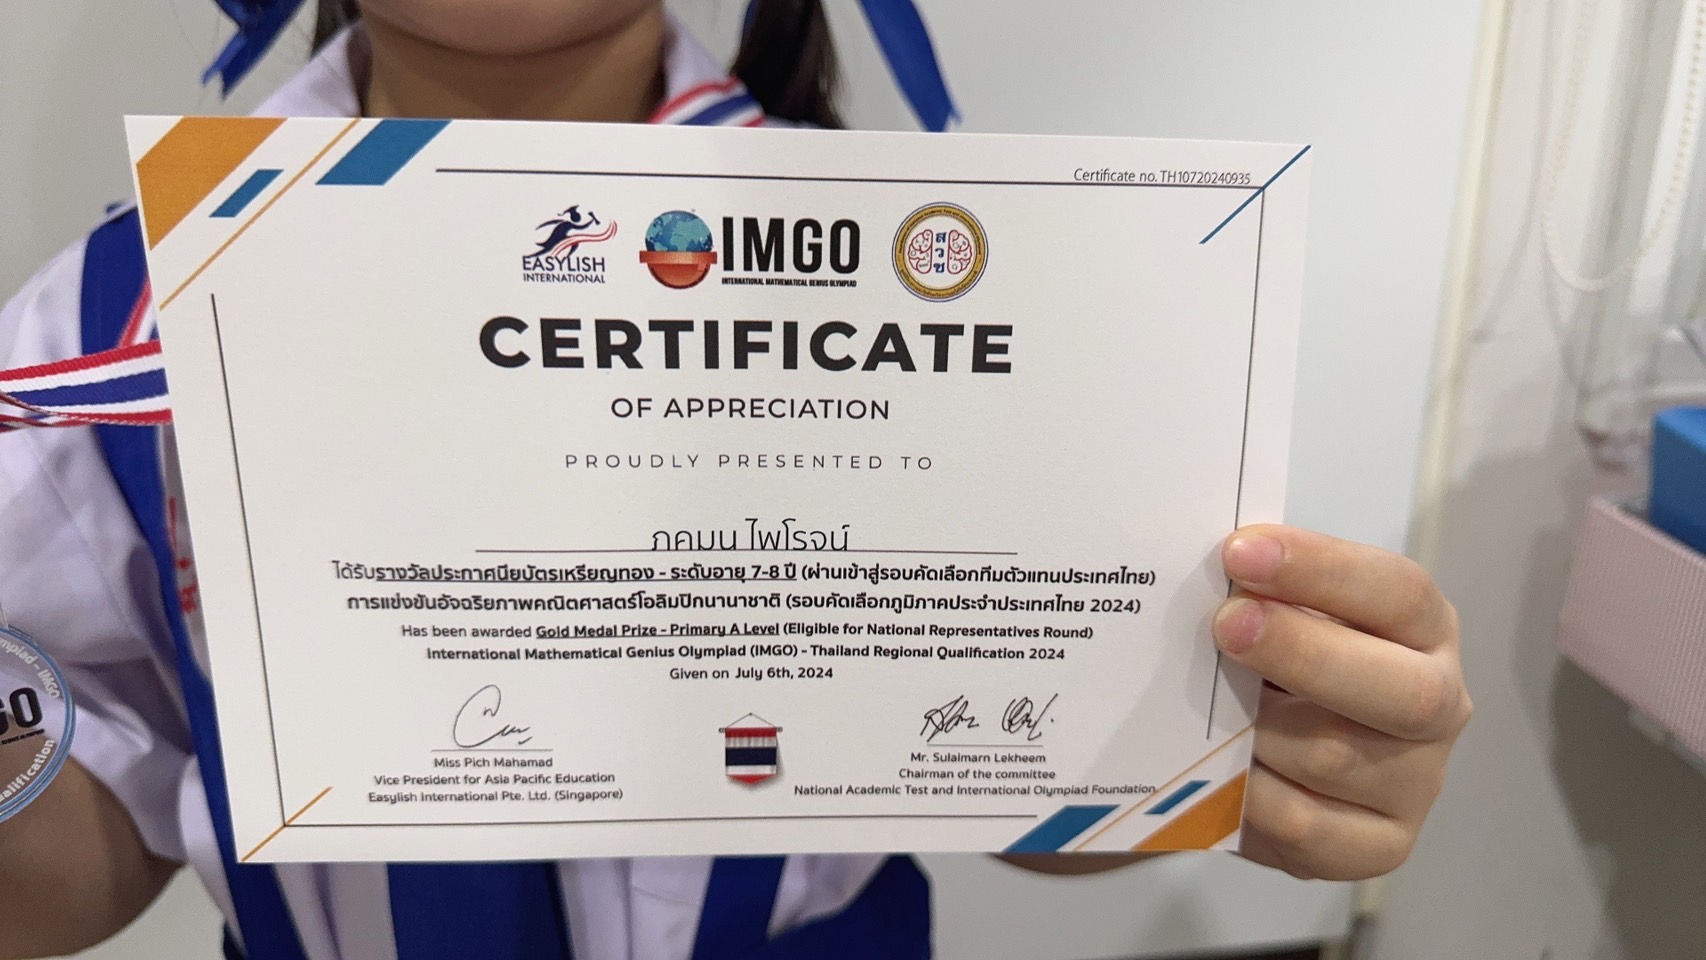 Certificate no. TH10720240935
EASYLISH
INTERNATIONAL
IMGO
INTERNATIONAL MATHEMATICAL GENIUS OLYMPIAD
สวช
CERTIFICATE
OF APPRECIATION
PROUDLY PRESENTED TO
ภคมน ไพโรจน์
ได้รับรางวัลประกาศนียบัตรเหรียญทอง - ระดับอายุ 7-8 ปี (ผ่านเข้าสู่รอบคัดเลือกทีมตัวแทนประเทศไทย)
การแข่งขันอัจฉริยภาพคณิตศาสตร์โอลิมปิกนานาชาติ (รอบคัดเลือกภูมิภาคประจำประเทศไทย 2024)
Has been awarded Gold Medal Prize - Primary A Level (Eligible for National Representatives Round)
International Mathematical Genius Olympiad (IMGO) - Thailand Regional Qualification 2024
Given on July 6th, 2024
Miss Pich Mahamad
Vice President for Asia Pacific Education
Easylish International Pte. Ltd. (Singapore)
Mr. Sulaimarn Lekheem
Chairman of the committee
National Academic Test and International Olympiad Foundation